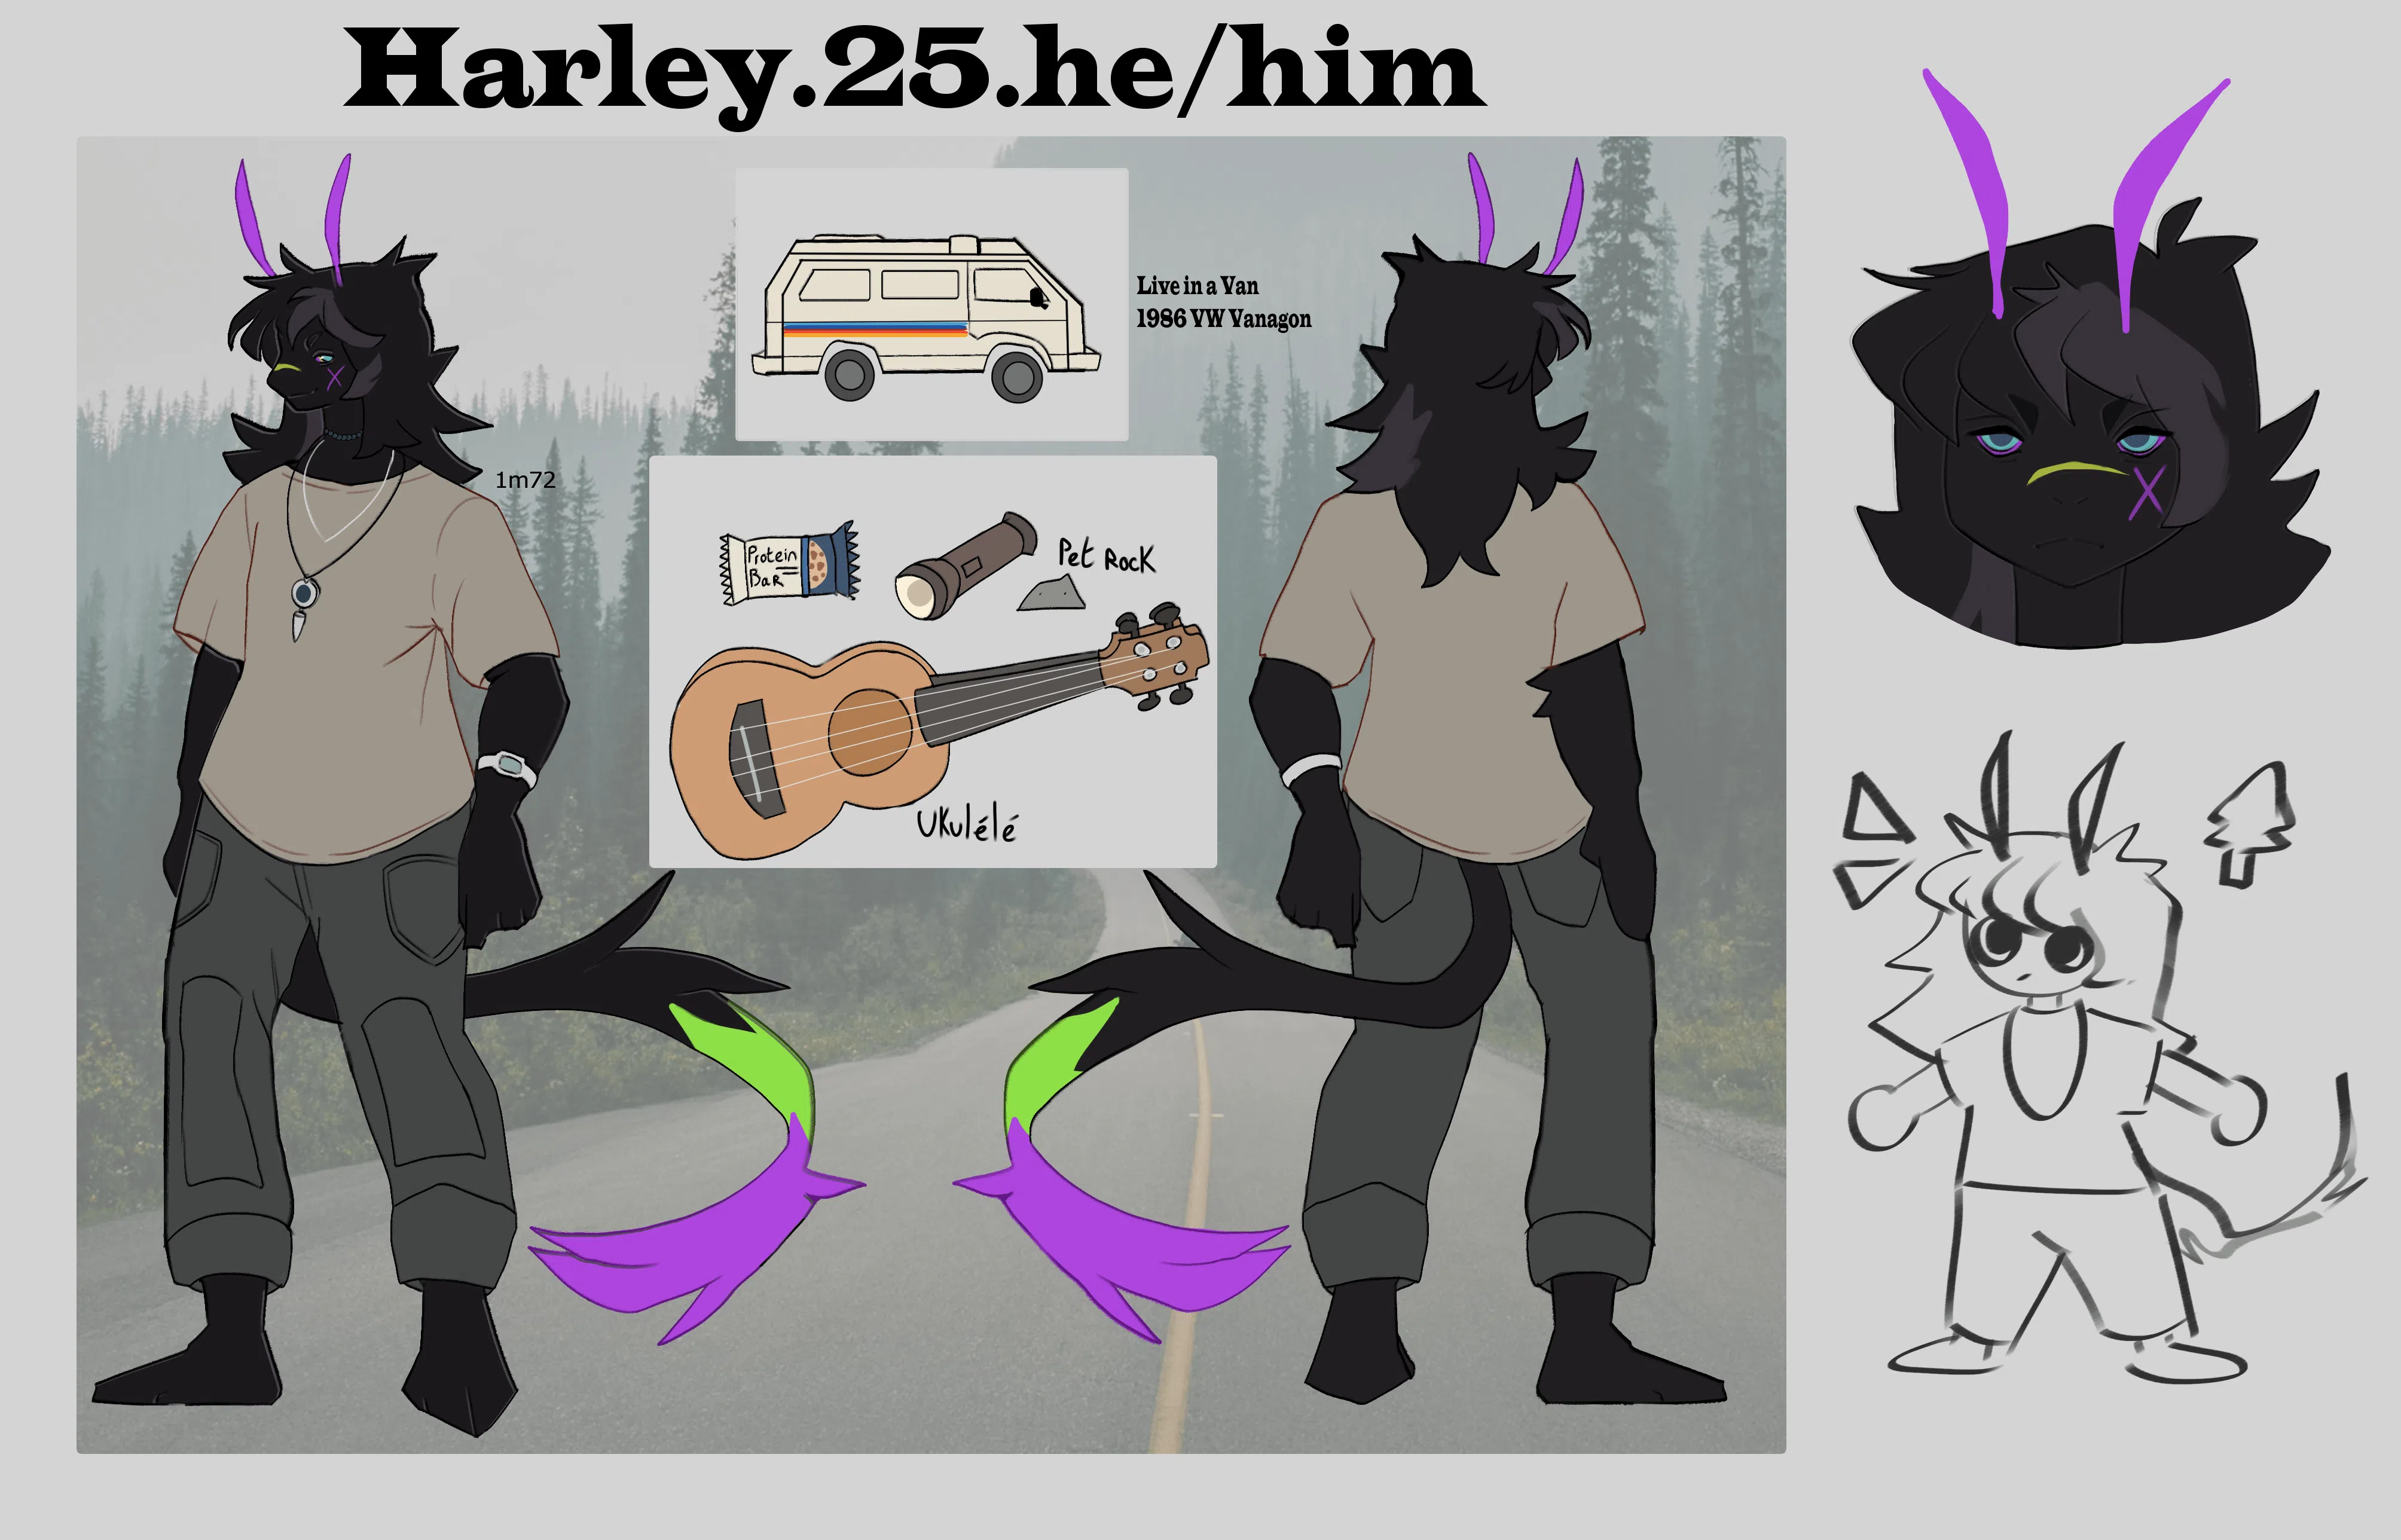 Harley.25.he/him
Live in a Van
1986 VW Vanagon
1m72
Protein
Bar
Pet Rock
Ukulélé